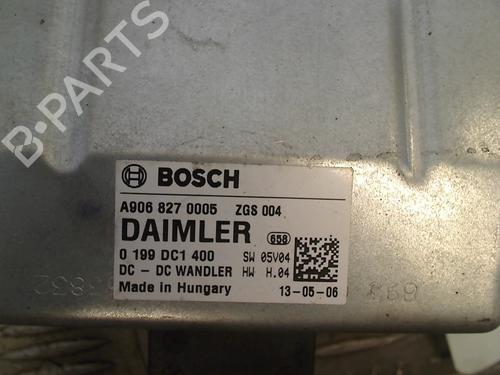 B-PARTS
BOSCH
A906 827 0005 ZGS 004
DAIMLER 658
0 199 DC1 400 SW 05V04
DC - DC WANDLER HW H.04
Made in Hungary 13-05-06